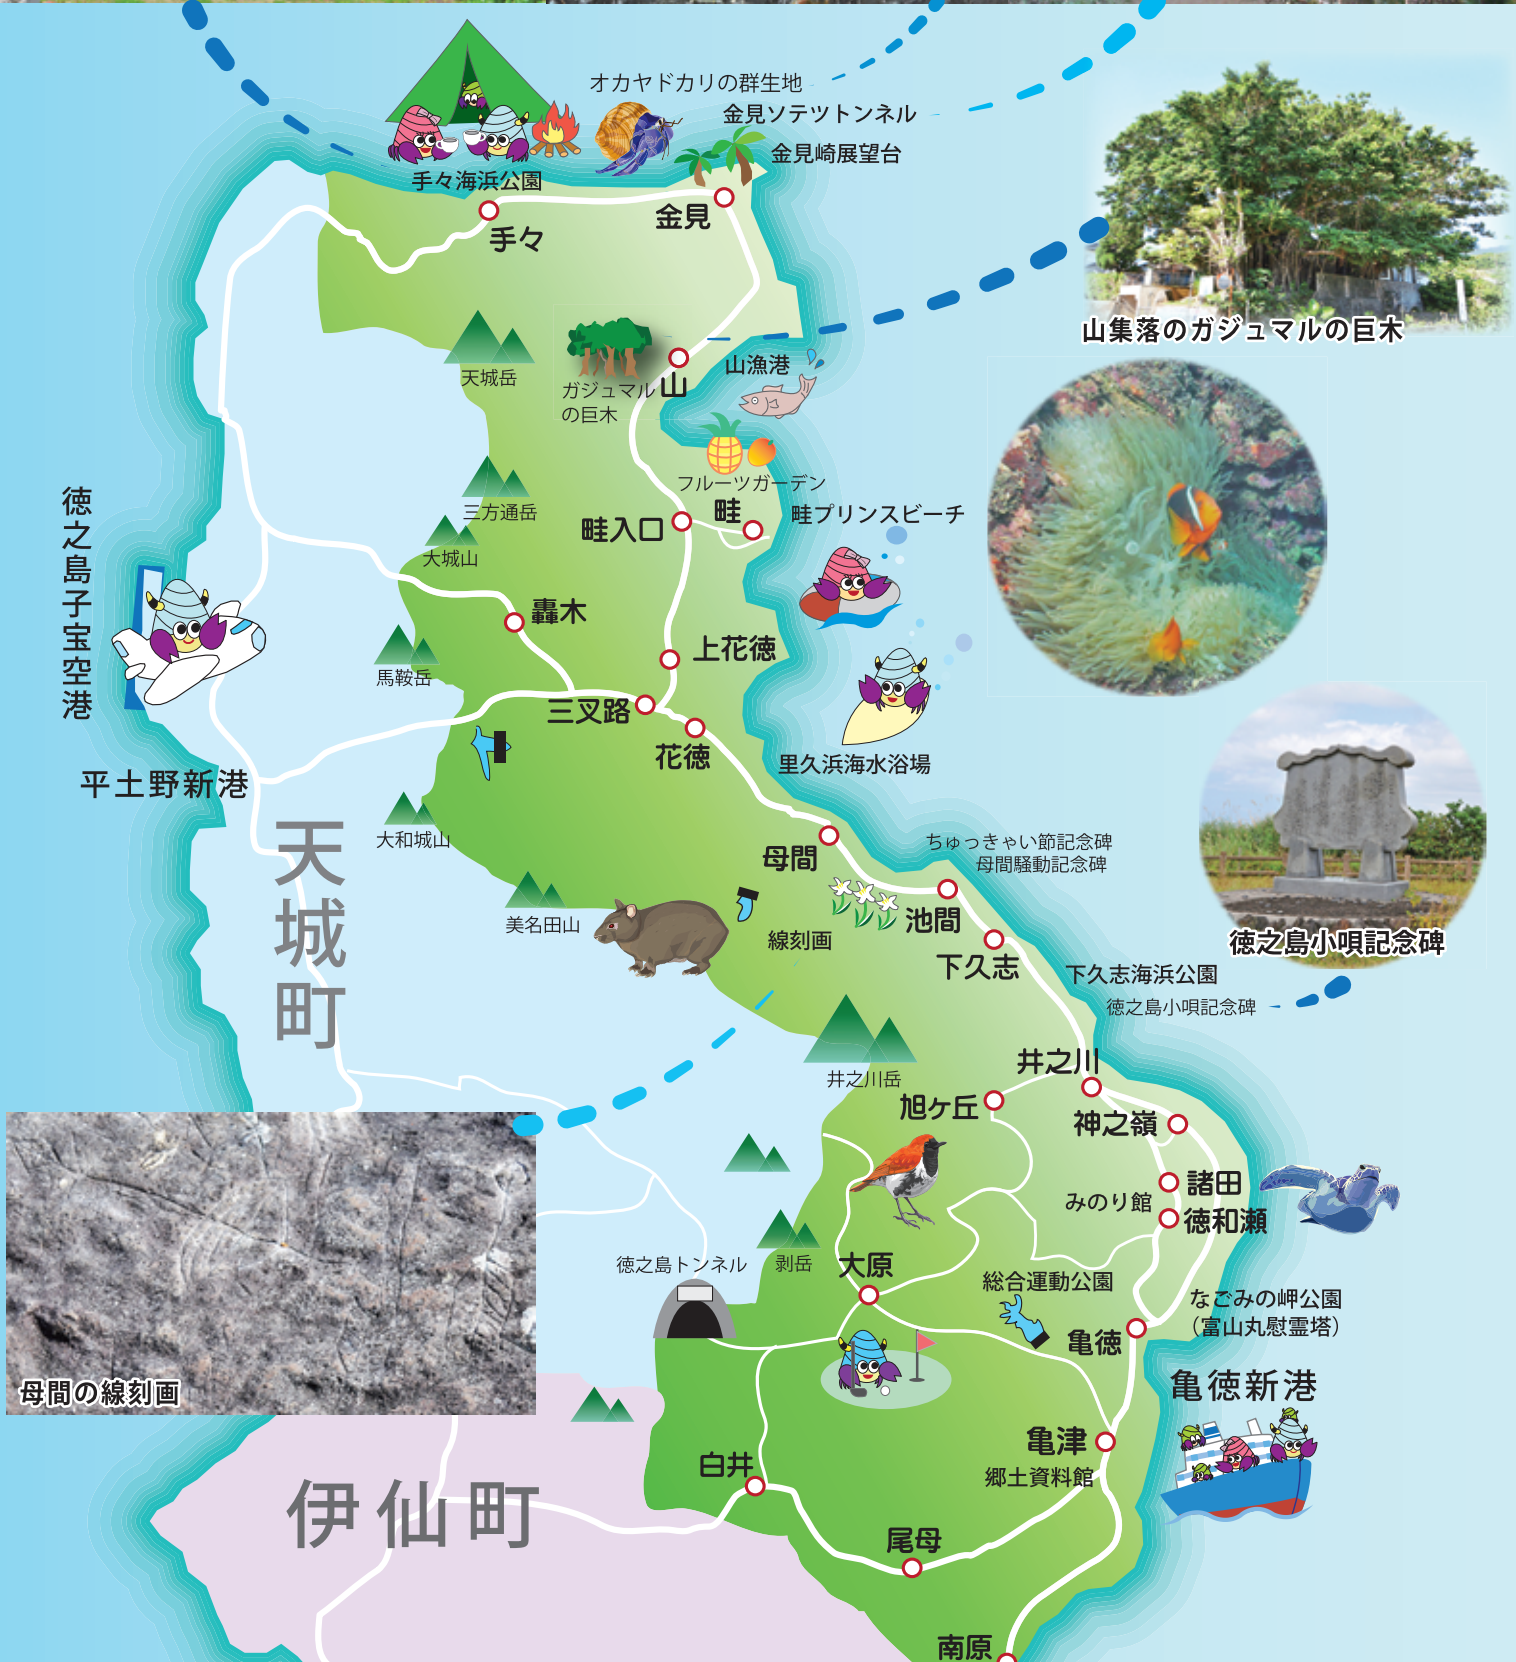 オカヤドカリの群生地
金見ソテツトンネル
金見崎展望台
手々海浜公園
金見
手々
山集落のガジュマルの巨木
天城岳
ガジュマル
の巨木
山
山漁港
フルーツガーデン
三方通岳
畦入口
畦
畦プリンスビーチ
大城山
徳之島子宝空港
轟木
上花徳
馬鞍岳
三叉路
花徳
里久浜海水浴場
平土野新港
天城町
大和城山
母間
ちゅっきゃい節記念碑
母間騒動記念碑
美名田山
線刻画
池間
下久志
徳之島小唄記念碑
下久志海浜公園
徳之島小唄記念碑
井之川岳
井之川
旭ヶ丘
神之嶺
諸田
みのり館
徳和瀬
徳之島トンネル
剥岳
大原
総合運動公園
なごみの岬公園
（富山丸慰霊塔）
亀徳
亀徳新港
母間の線刻画
亀津
郷土資料館
白井
伊仙町
尾母
南原